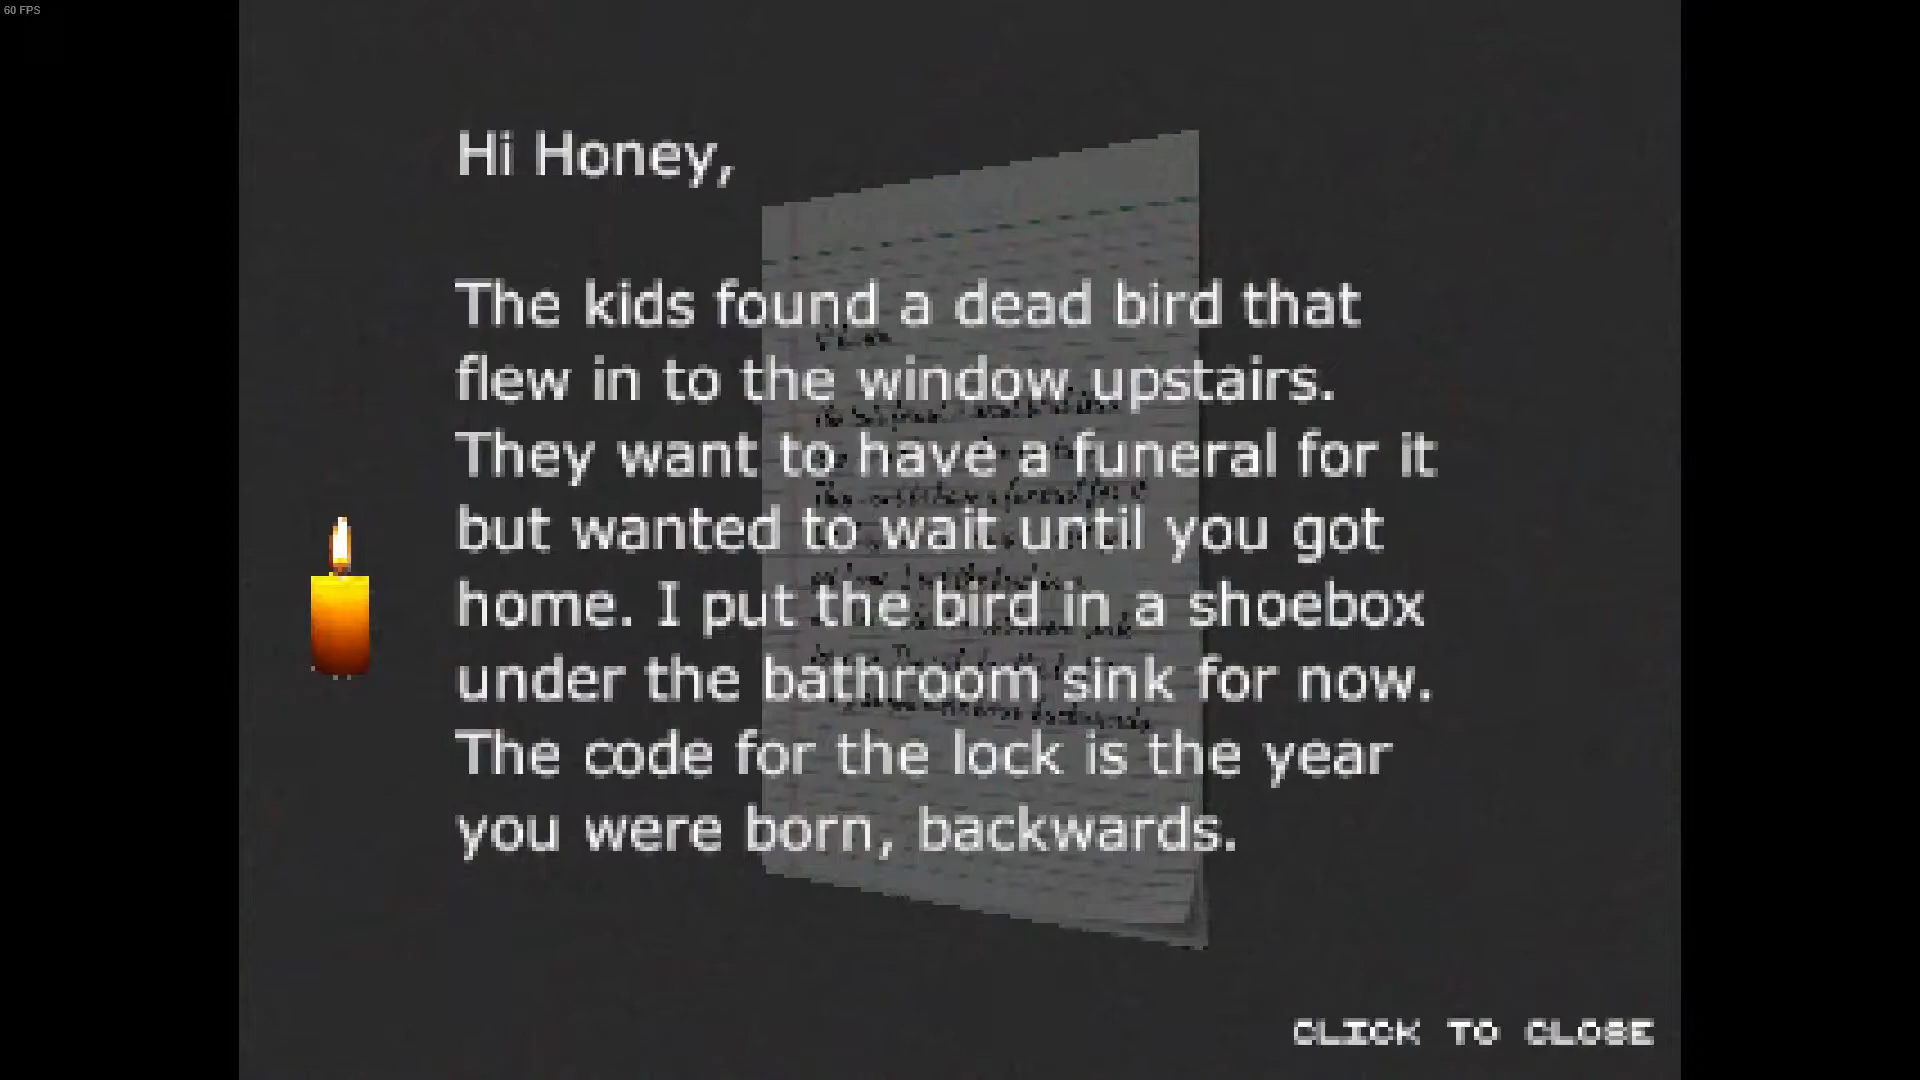 60 FPS
Hi Honey,
The kids found a dead bird that
flew in to the window upstairs.
They want to have a funeral for it
but wanted to wait until you got
home. I put the bird in a shoebox
under the bathroom sink for now.
The code for the lock is the year
you were born, backwards.
CLICK TO CLOSE